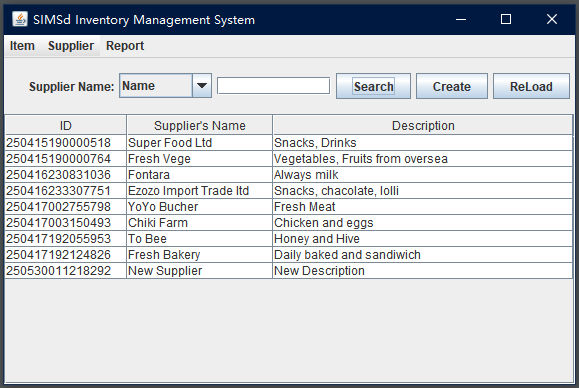 SIMSd Inventory Management System
Item Supplier Report
Supplier Name: Name Search Create ReLoad
ID Supplier's Name Description
250415190000518 Super Food Ltd Snacks, Drinks
250415190000764 Fresh Vege Vegetables, Fruits from oversea
250416230831036 Fontara Always milk
250416233307751 Ezozo Import Trade ltd Snacks, chacolate, lolli
250417002755798 YoYo Bucher Fresh Meat
250417003150493 Chiki Farm Chicken and eggs
250417192055953 To Bee Honey and Hive
250417192124826 Fresh Bakery Daily baked and sandiwich
250530011218292 New Supplier New Description